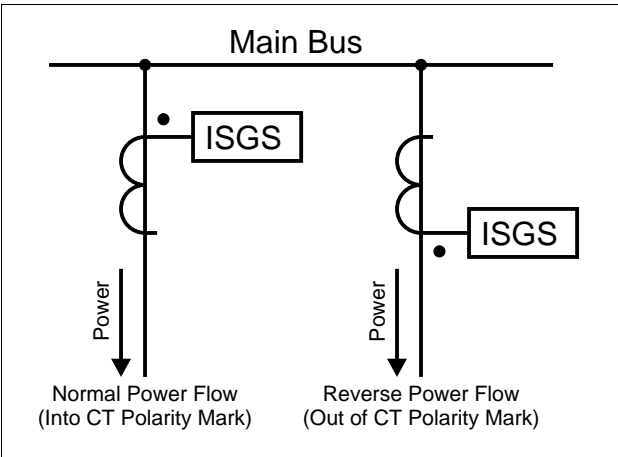 Main Bus
ISGS
ISGS
Power
Power
Normal Power Flow
(Into CT Polarity Mark)
Reverse Power Flow
(Out of CT Polarity Mark)